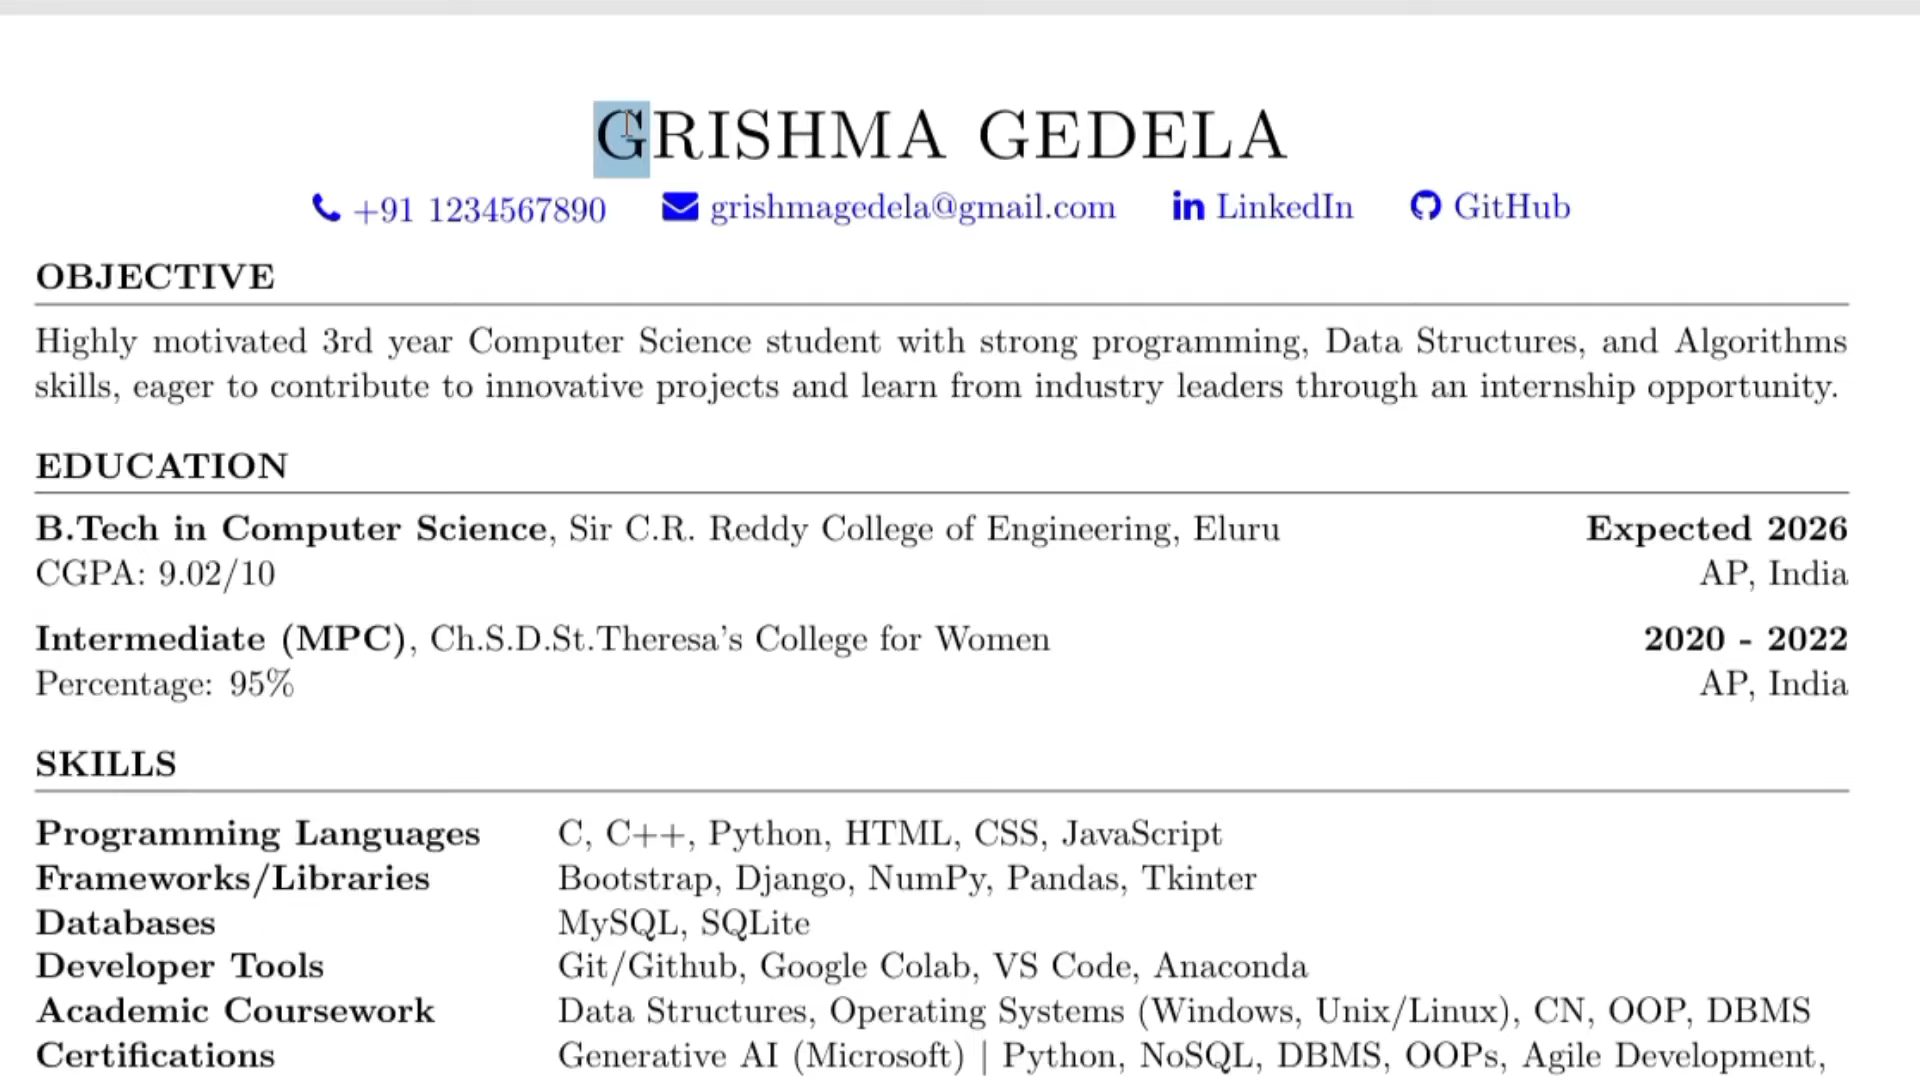 GRISHMA GEDELA
+91 1234567890 grishmagedela@gmail.com LinkedIn GitHub
OBJECTIVE
Highly motivated 3rd year Computer Science student with strong programming, Data Structures, and Algorithms
skills, eager to contribute to innovative projects and learn from industry leaders through an internship opportunity.
EDUCATION
B.Tech in Computer Science, Sir C.R. Reddy College of Engineering, Eluru Expected 2026
CGPA: 9.02/10 AP, India
Intermediate (MPC), Ch.S.D.St.Theresa's College for Women 2020 - 2022
Percentage: 95% AP, India
SKILLS
Programming Languages C, C++, Python, HTML, CSS, JavaScript
Frameworks/Libraries Bootstrap, Django, NumPy, Pandas, Tkinter
Databases MySQL, SQLite
Developer Tools Git/Github, Google Colab, VS Code, Anaconda
Academic Coursework Data Structures, Operating Systems (Windows, Unix/Linux), CN, OOP, DBMS
Certifications Generative AI (Microsoft) | Python, NoSQL, DBMS, OOPs, Agile Development,